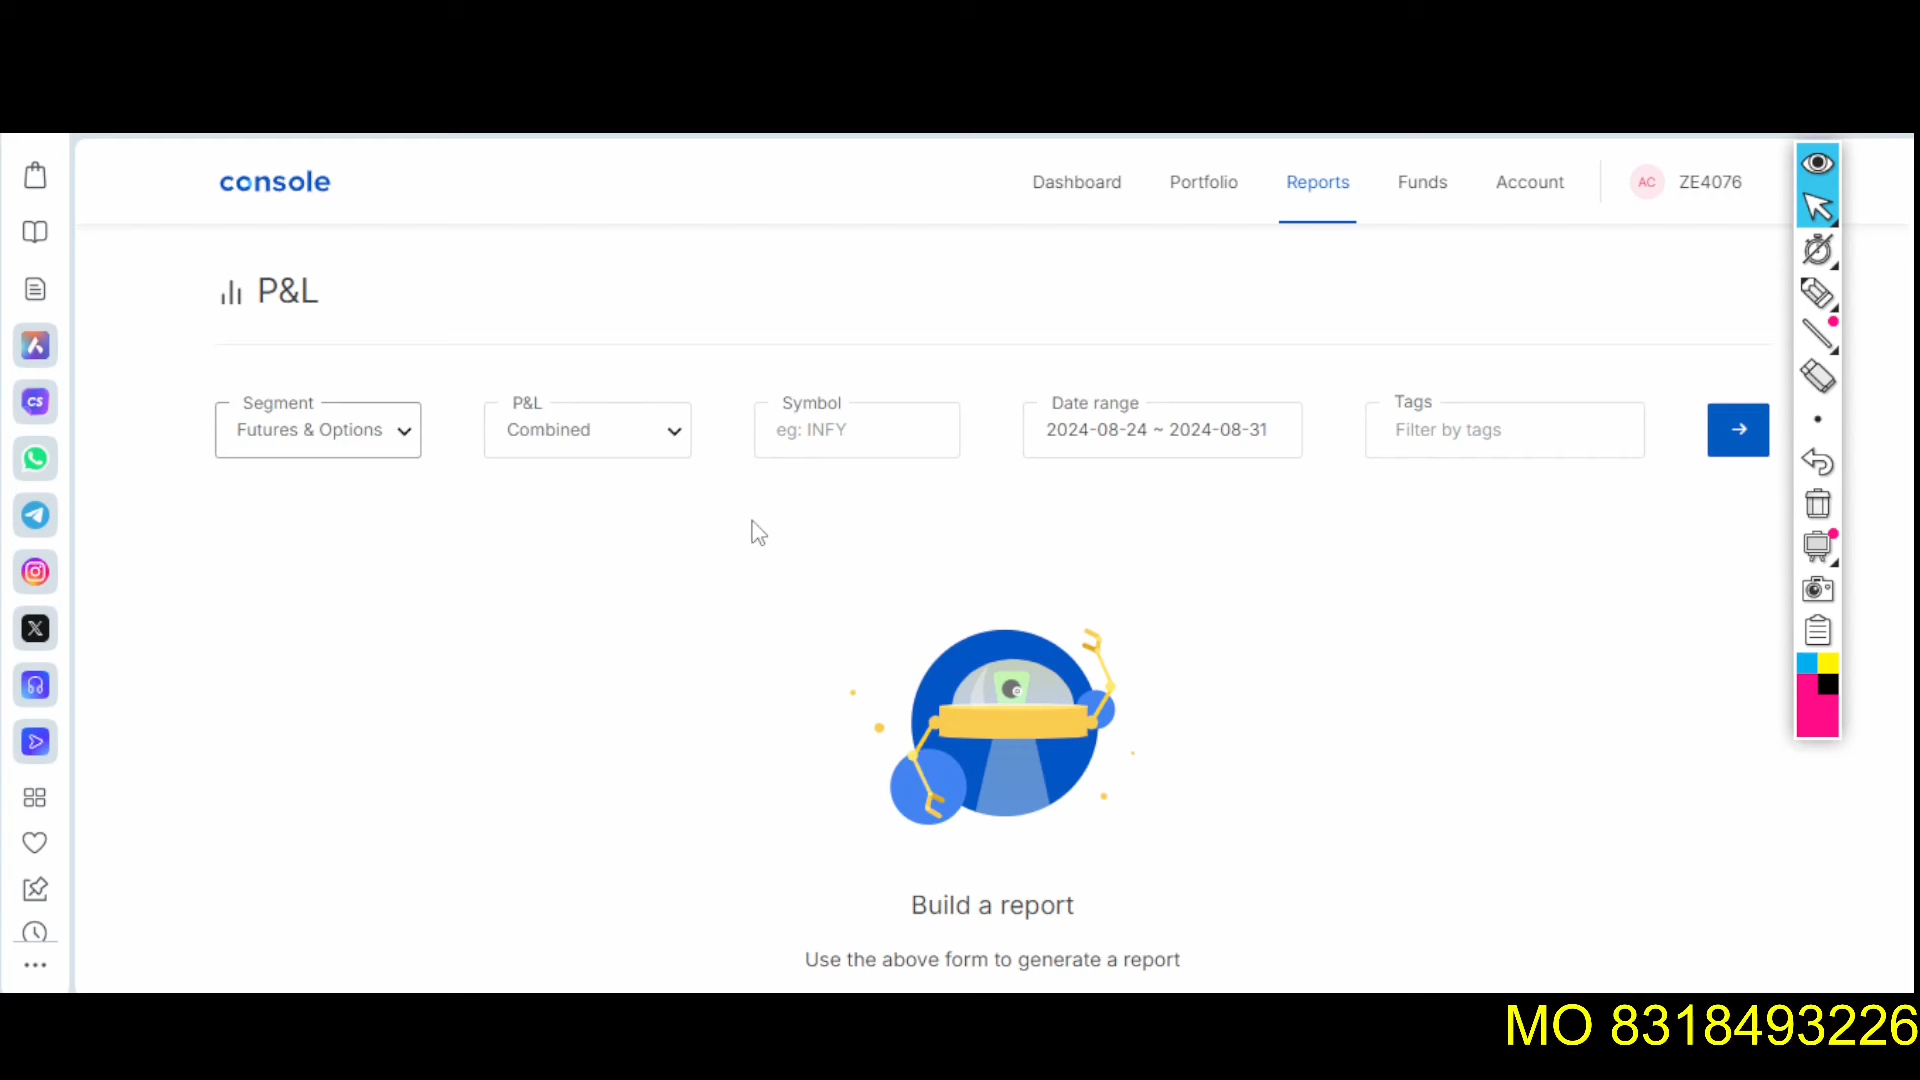 console
Dashboard
Portfolio
Reports
Funds
Account
AC
ZE4076
P&L
Segment
Futures & Options
P&L
Combined
Symbol
eg: INFY
Date range
2024-08-24 ~ 2024-08-31
Tags
Filter by tags
CS
Build a report
Use the above form to generate a report
MO 8318493226